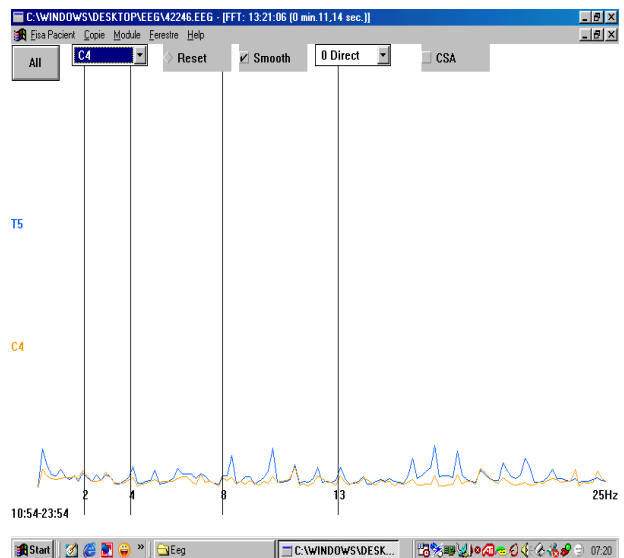 C:\WINDOWS\DESKTOP\EEG\42246.EEG - [FFT: 13:21:06 (0 min.11,14 sec.)]
Eisa Pacient Copie Module Ferestre Help
All C4 Reset Smooth 0 Direct CSA
T5
C4
2 4 8 13 25Hz
10:54-23:54
Start » Eeg C:\WINDOWS\DESK... 07:20